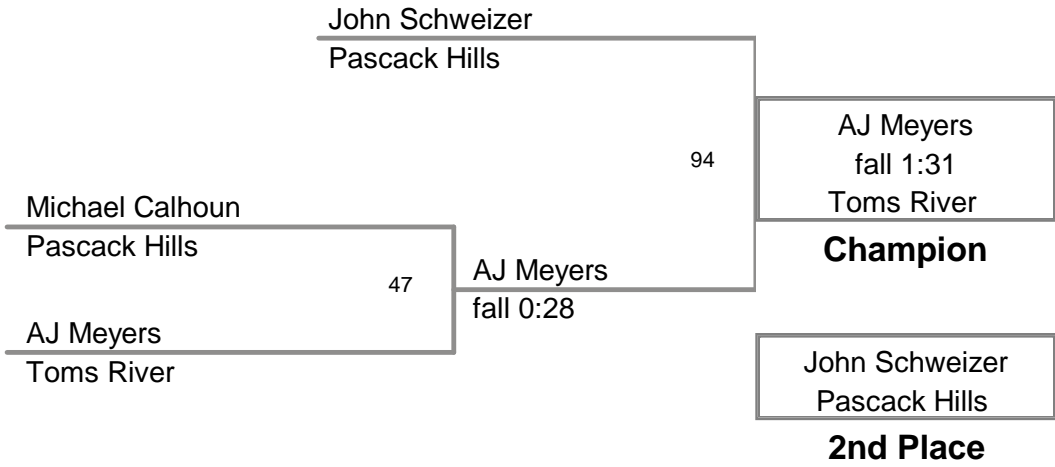 John Schweizer
Pascack Hills
94
AJ Meyers
fall 1:31
Toms River
Champion
Michael Calhoun
Pascack Hills
47
AJ Meyers
fall 0:28
AJ Meyers
Toms River
John Schweizer
Pascack Hills
2nd Place